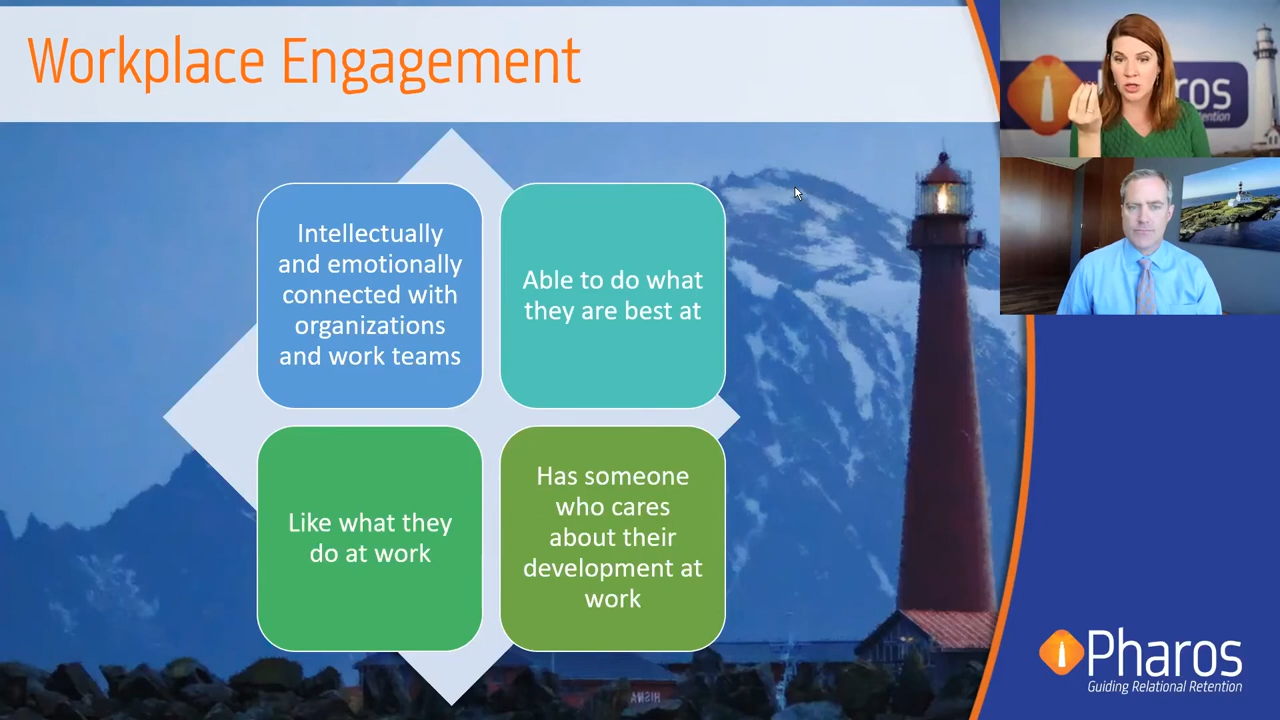 Workplace Engagement
Intellectually
and emotionally
connected with
organizations
and work teams
Able to do what
they are best at
Like what they
do at work
Has someone
who cares
about their
development at
work
Pharos
Guiding Relational Retention